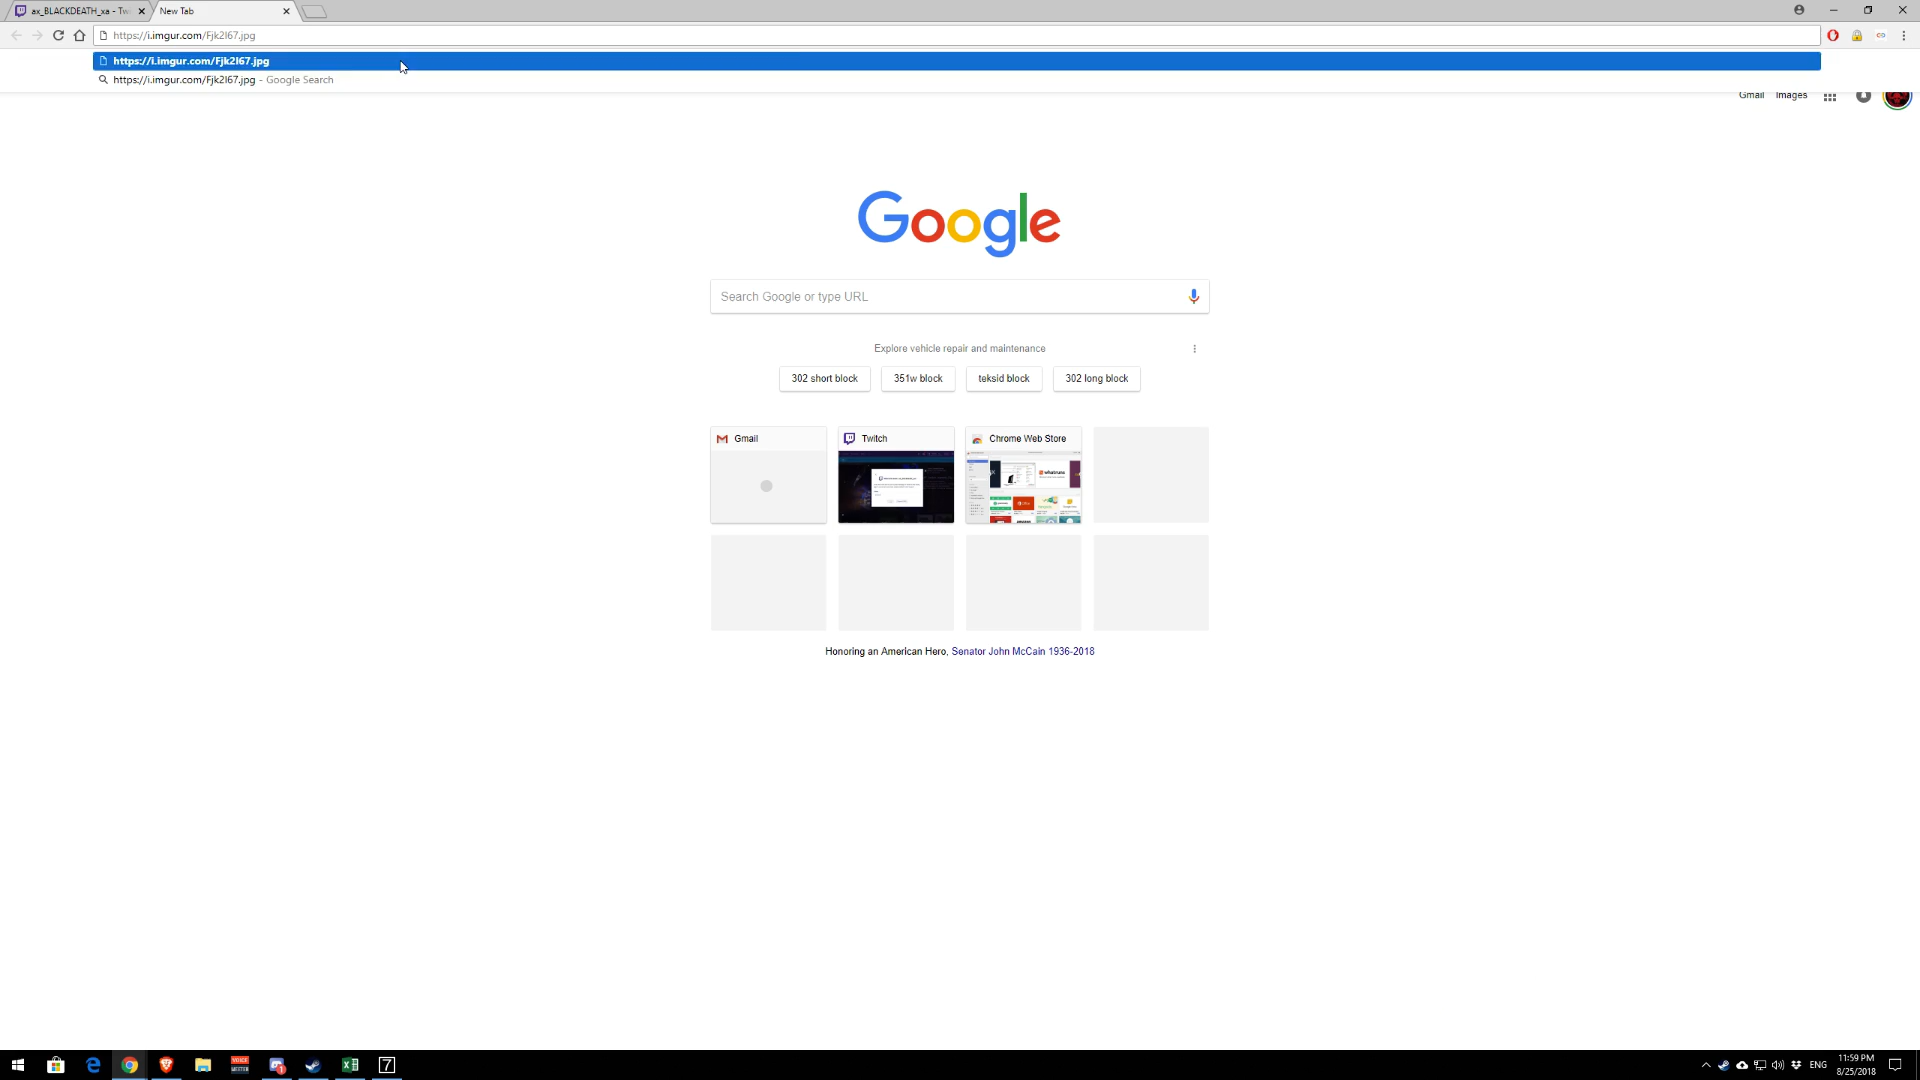 ax_BLACKDEATH_xa - Tw
New Tab
https://i.imgur.com/Fjk2l67.jpg
https://i.imgur.com/Fjk2l67.jpg
https://i.imgur.com/Fjk2l67.jpg - Google Search
Gmail Images
Google
Search Google or type URL
Explore vehicle repair and maintenance
302 short block
351w block
teksid block
302 long block
Gmail
Twitch
Chrome Web Store
Honoring an American Hero, Senator John McCain 1936-2018
ENG
11:59 PM
8/25/2018